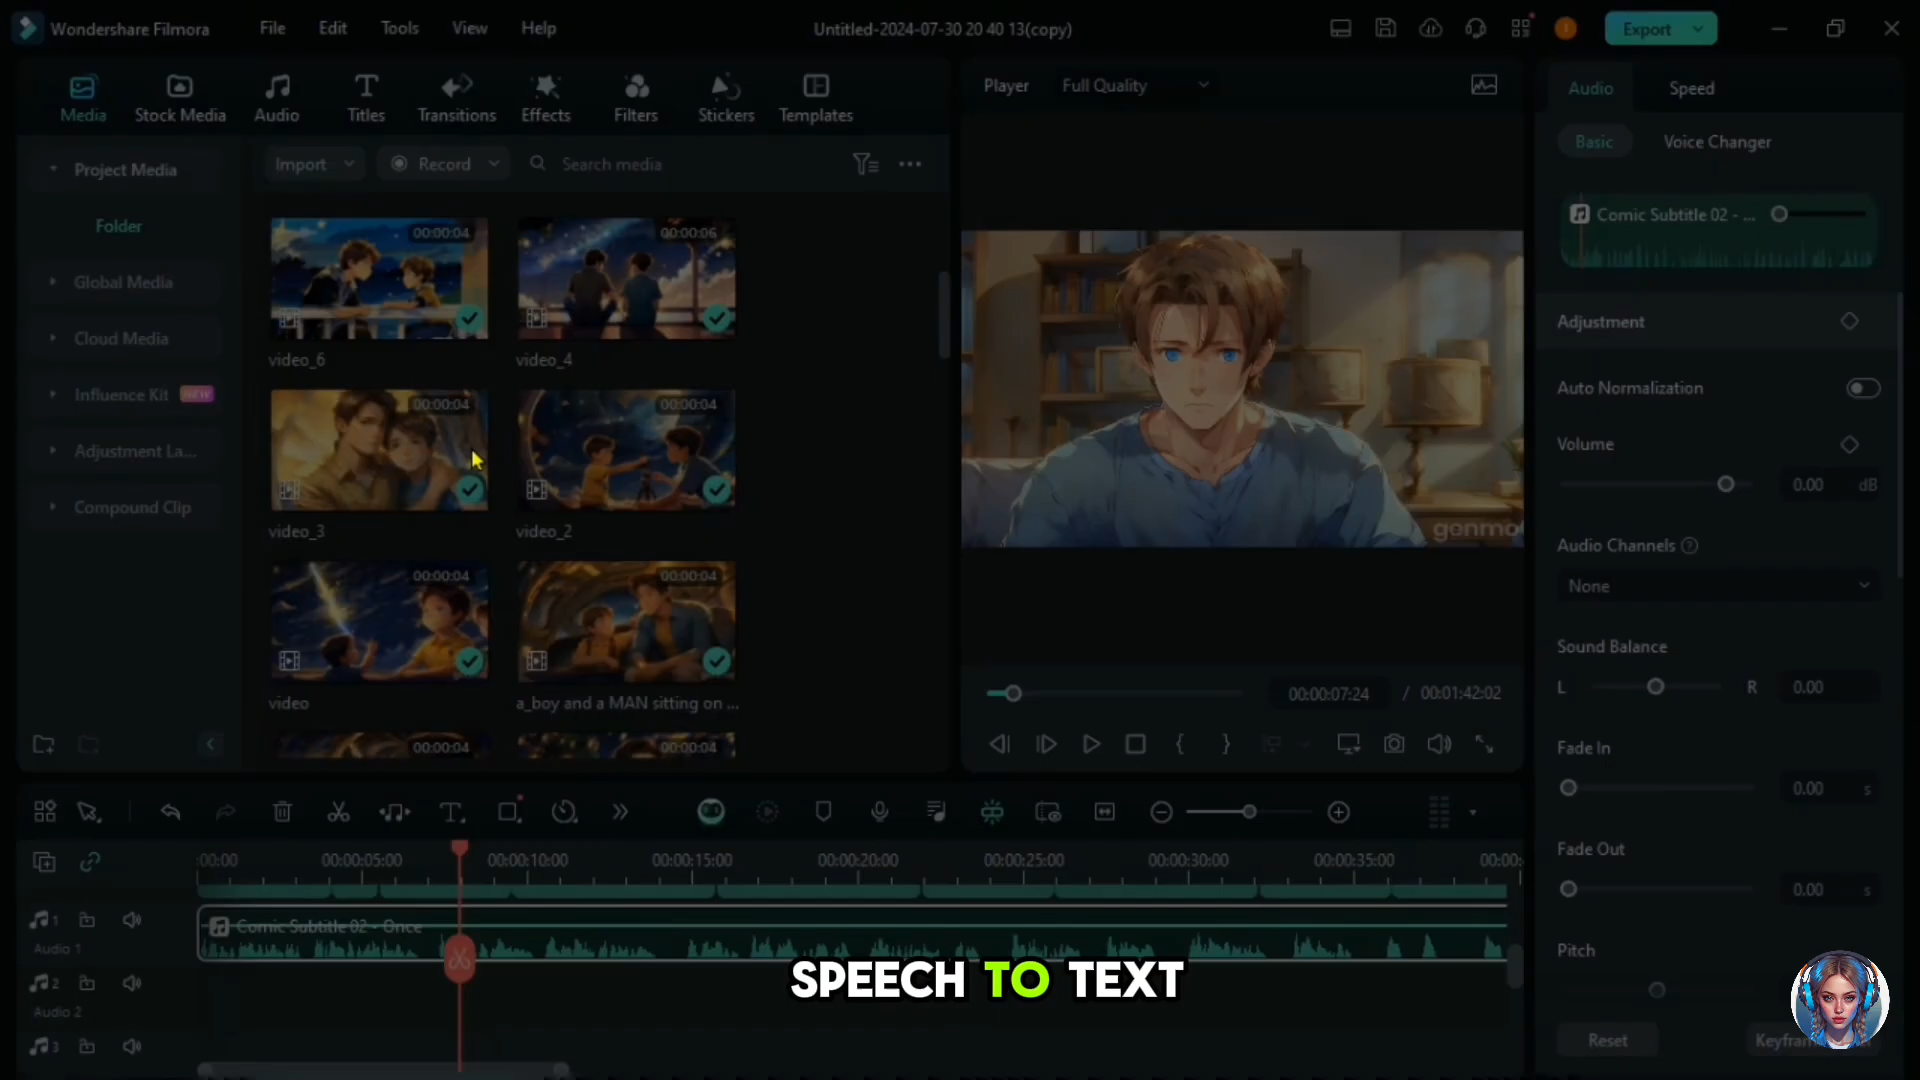 Wondershare Filmora
File Edit Tools View Help
Untitled-2024-07-30 20 40 13(copy)
Export
Media Stock Media Audio Titles Transitions Effects Filters Stickers Templates
Player Full Quality
Audio Speed
Basic Voice Changer
Project Media
Import Record Search media
Folder
Global Media
Cloud Media
Influence Kit NEW
Adjustment La...
Compound Clip
00:00:04 00:00:06
video_6 video_4
00:00:04 00:00:04
video_3 video_2
00:00:04 00:00:04
video a_boy and a MAN sitting on ...
00:00:04 00:00:04
genmo
00:00:07:24 / 00:01:42:02
Comic Subtitle 02 - ...
Adjustment
Auto Normalization
Volume
0.00 dB
Audio Channels
None
Sound Balance
L R 0.00
Fade In
0.00 s
Fade Out
0.00 s
Pitch
Reset Keyfram
:00:00 00:00:05:00 00:00:10:00 00:00:15:00 00:00:20:00 00:00:25:00 00:00:30:00 00:00:35:00 00:00:
1
Comic Subtitle 02 - Once
Audio 1
2
Audio 2
3
SPEECH TO TEXT